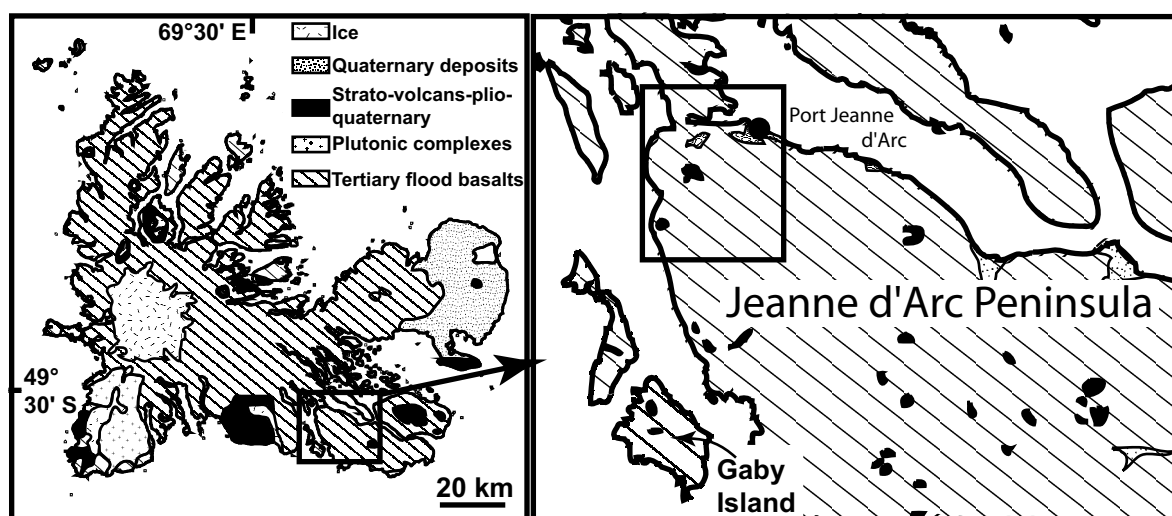 69°30' E
Ice
Quaternary deposits
Strato-volcans-plio-
quaternary
Plutonic complexes
Tertiary flood basalts
49°
30' S
20 km
Port Jeanne
d'Arc
Jeanne d'Arc Peninsula
Gaby
Island